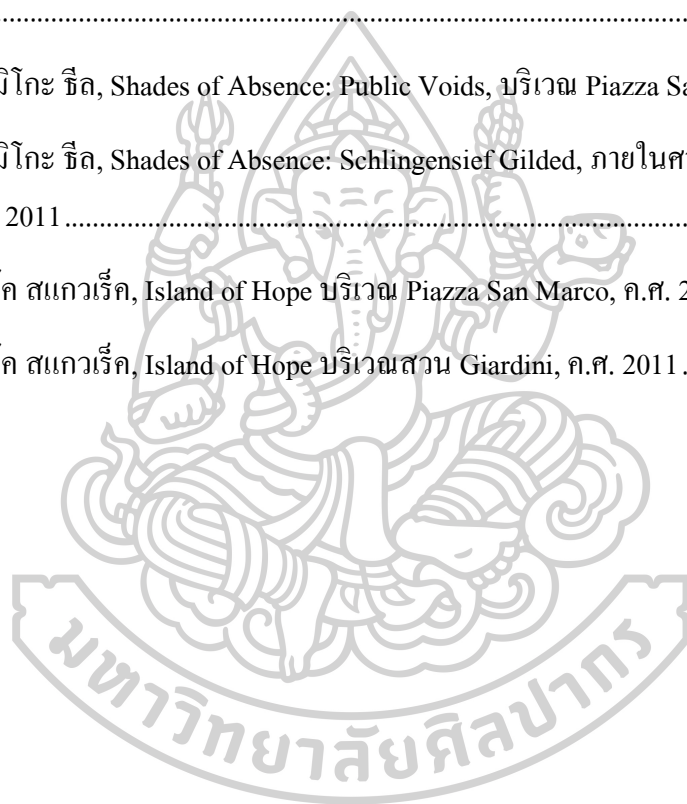 ................................................................................
มิโกะ ธีล, Shades of Absence: Public Voids, บริเวณ Piazza Sa
มิโกะ ธีล, Shades of Absence: Schlingensief Gilded, ภายในศา
2011................................................................................
ค สแกวเร็ค, Island of Hope บริเวณ Piazza San Marco, ค.ศ. 2
ค สแกวเร็ค, Island of Hope บริเวณสวน Giardini, ค.ศ. 2011.
มหาวิทยาลัยศิลปากร